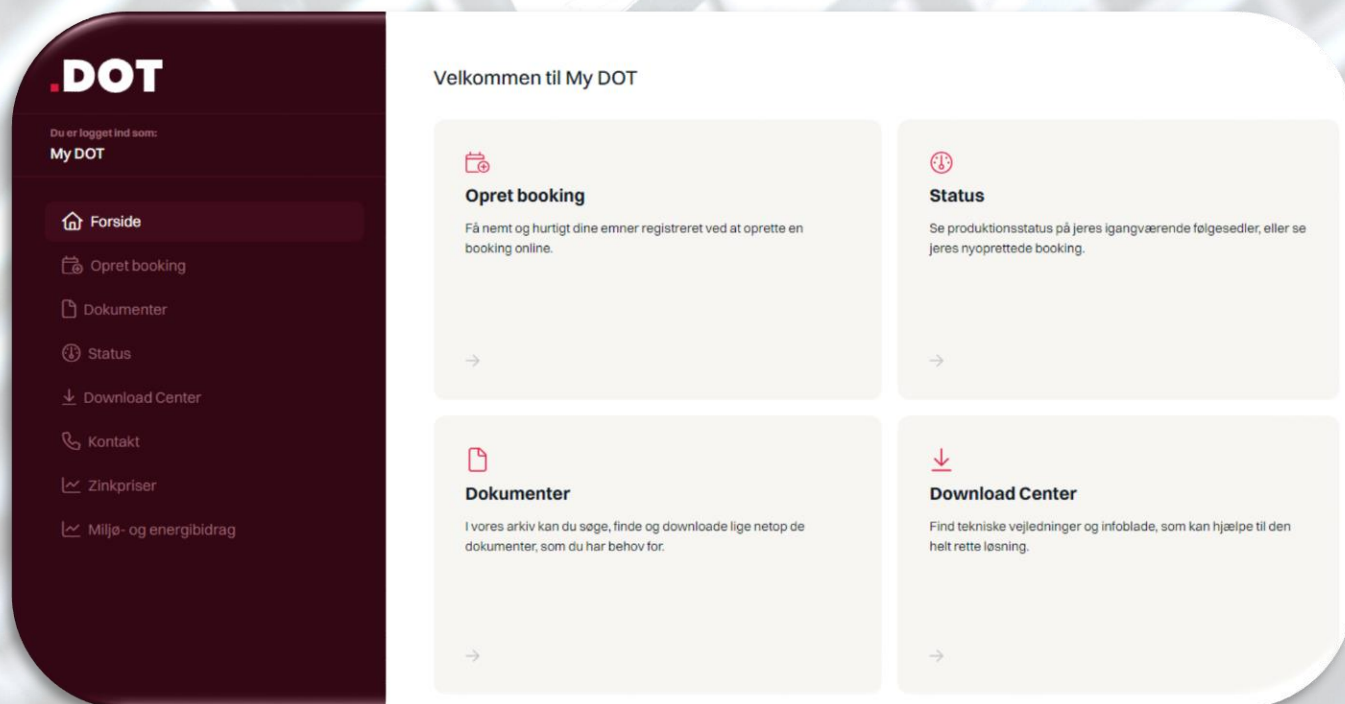 .DOT
Du er logget ind som:
My DOT
Forside
Opret booking
Dokumenter
Status
Download Center
Kontakt
Zinkpriser
Miljø- og energibidrag
Velkommen til My DOT
Opret booking
Få nemt og hurtigt dine emner registreret ved at oprette en
booking online.
Status
Se produktionsstatus på jeres igangværende følgesedler, eller se
jeres nyoprettede booking.
Dokumenter
I vores arkiv kan du søge, finde og downloade lige netop de
dokumenter, som du har behov for.
Download Center
Find tekniske vejledninger og infoblade, som kan hjælpe til den
helt rette løsning.